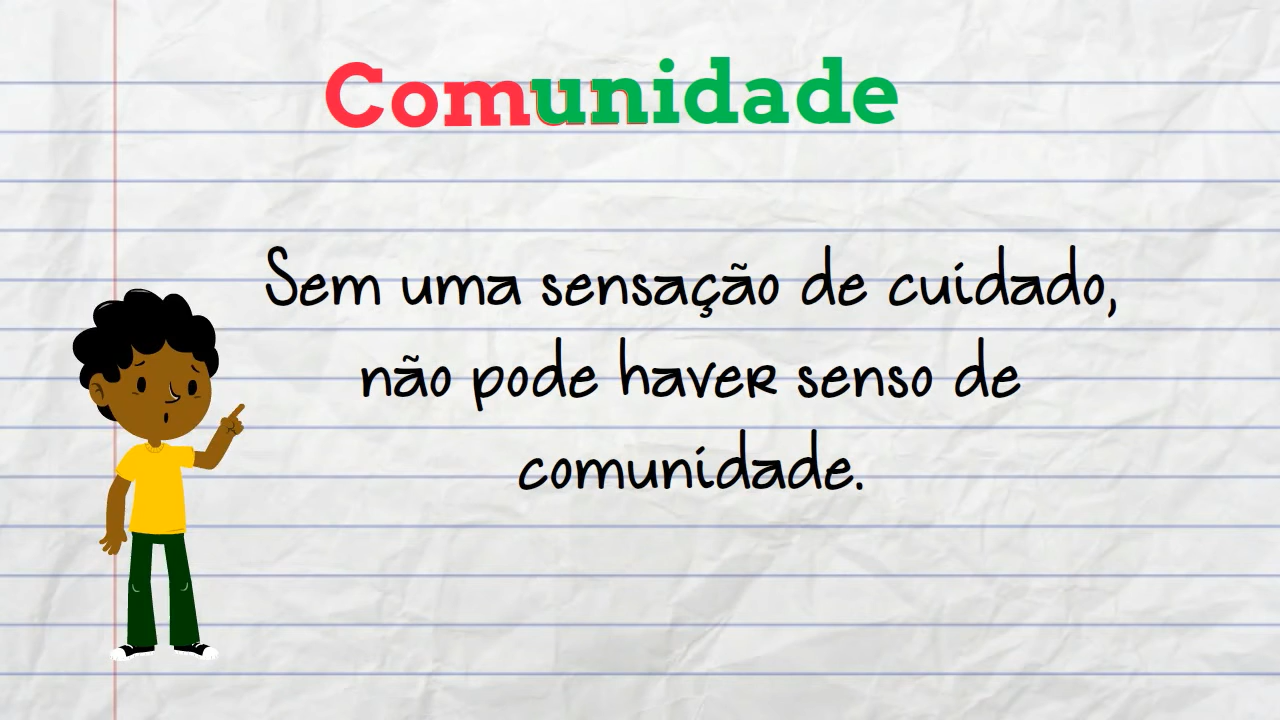 Comunidade
Sem uma sensação de cuidado,
não pode haver senso de
comunidade.